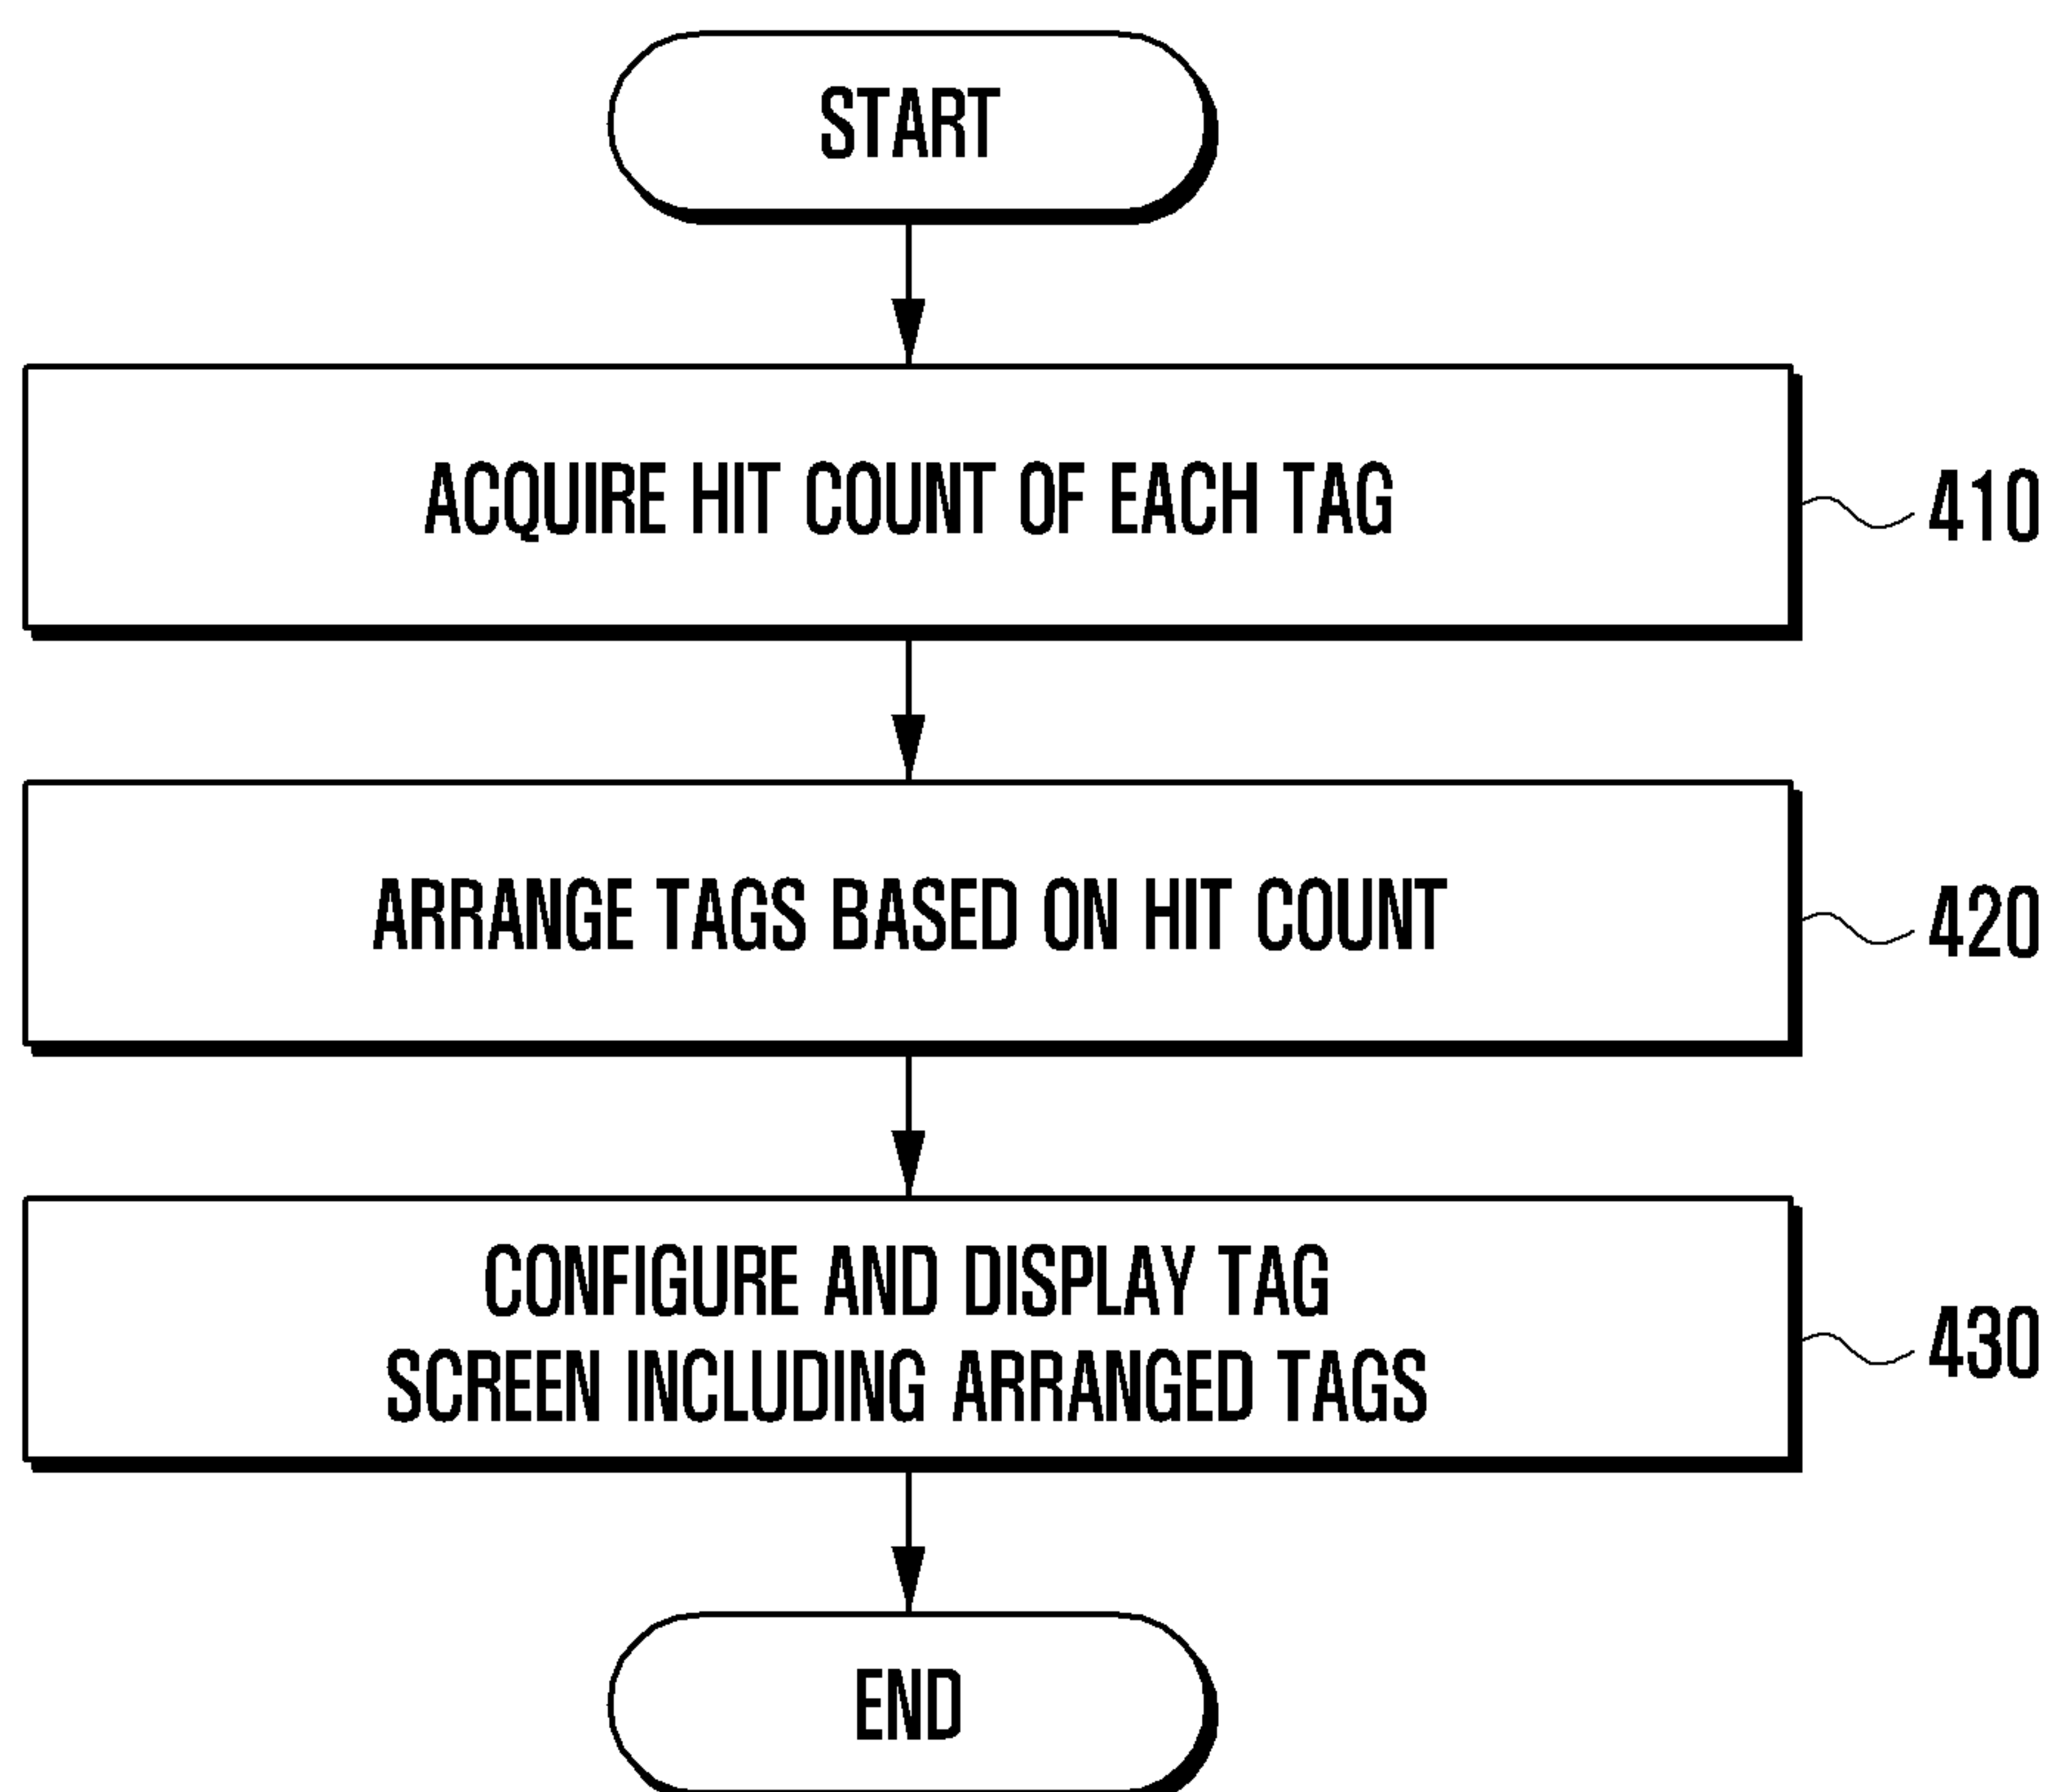 START
ACQUIRE HIT COUNT OF EACH TAG
410
ARRANGE TAGS BASED ON HIT COUNT
420
CONFIGURE AND DISPLAY TAG
SCREEN INCLUDING ARRANGED TAGS
430
END